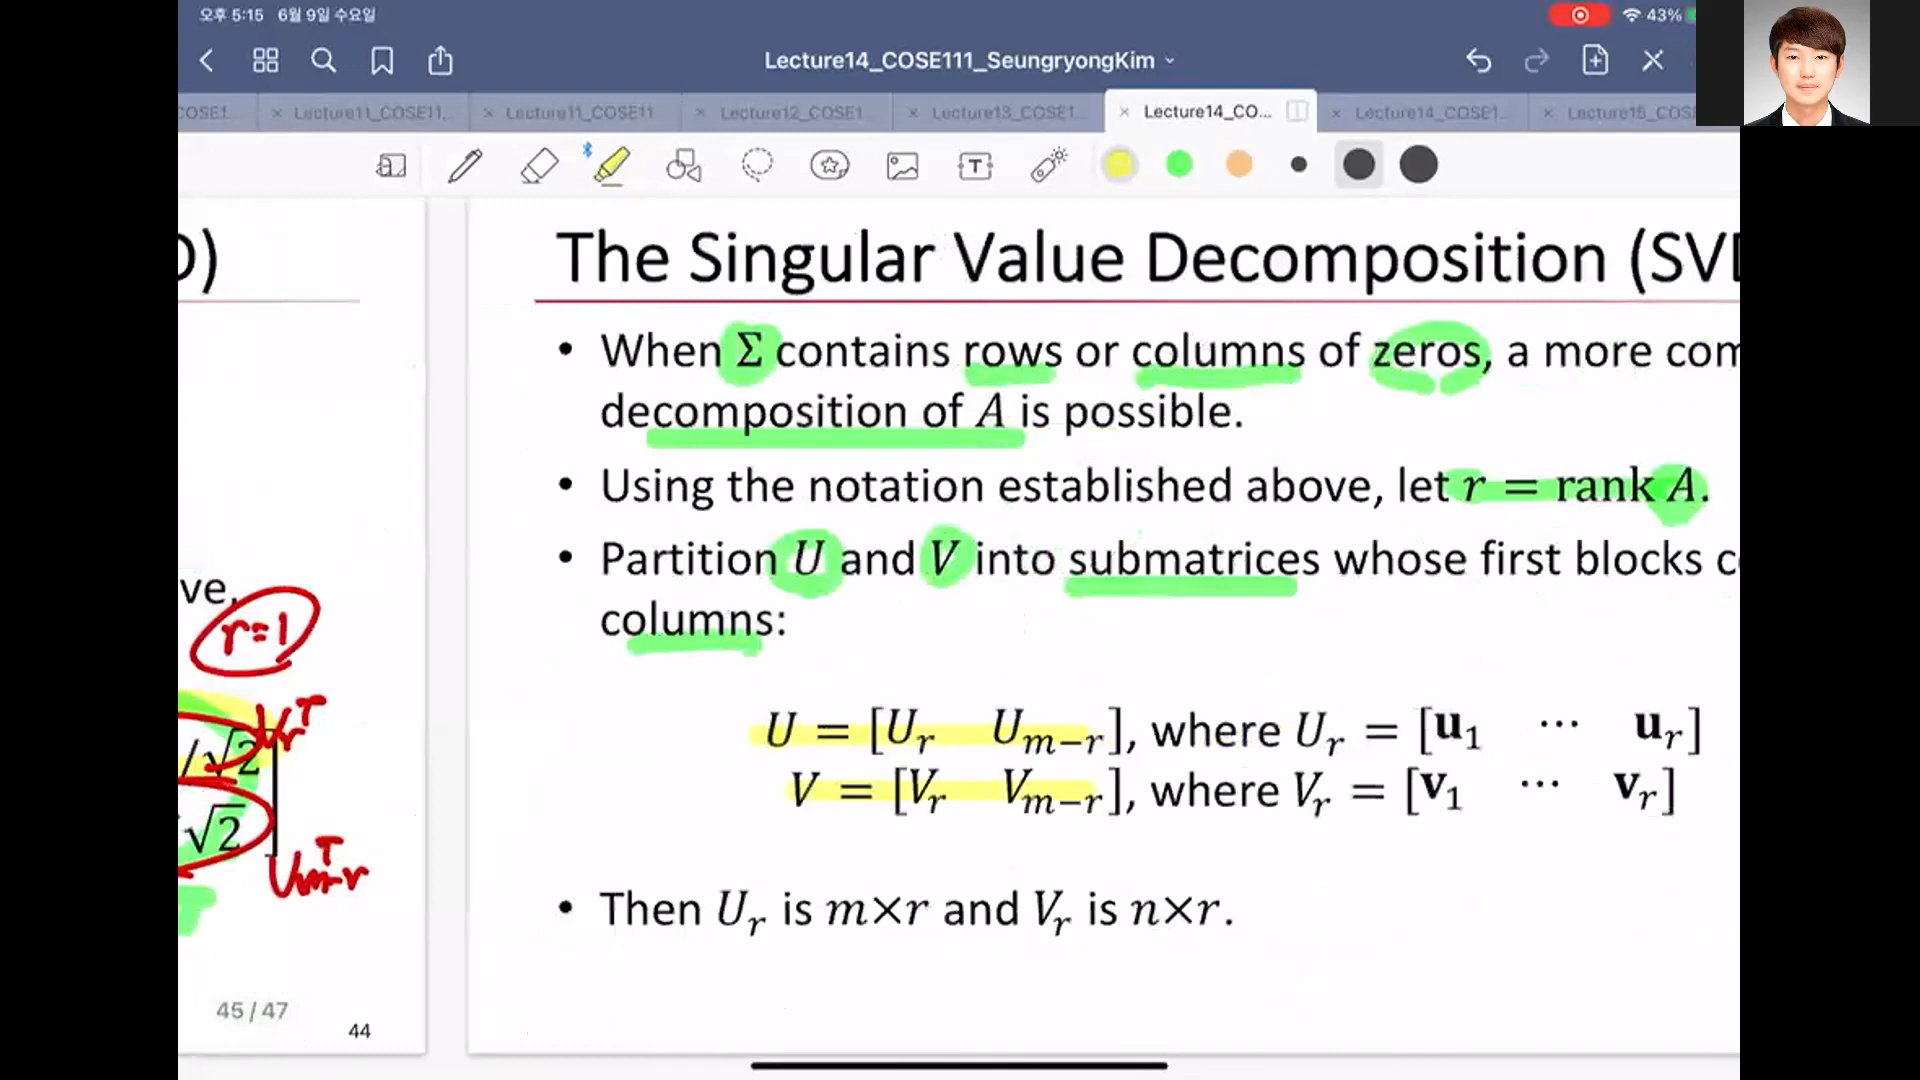 오후 5:15 6월 9일 수요일
43%
Lecture14_COSE111_SeungryongKim
COSE1...
Lecture11_COSE11...
Lecture11_COSE11
Lecture12_COSE1...
Lecture13_COSE1...
Lecture14_CO...
Lecture14_COSE1...
Lecture15_COS
D)
The Singular Value Decomposition (SV
• When Σ contains rows or columns of zeros, a more com
decomposition of A is possible.
• Using the notation established above, let r = rank A.
• Partition U and V into submatrices whose first blocks c
columns:
U = [U_r U_{m−r}], where U_r = [u_1 ⋯ u_r]
V = [V_r V_{m−r}], where V_r = [v_1 ⋯ v_r]
• Then U_r is m×r and V_r is n×r.
ve,
r=1
/√2
V_r^T
√2
U_{m-r}^T
45 / 47
44